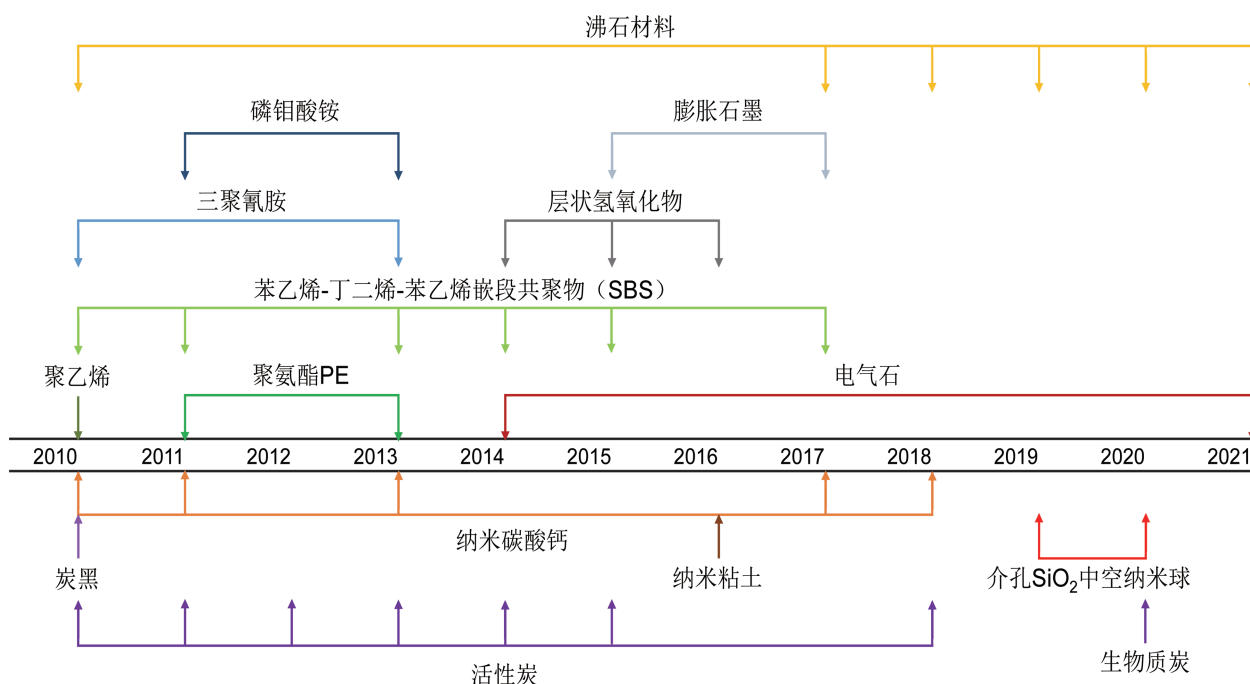 沸石材料
磷钼酸铵
膨胀石墨
三聚氰胺
层状氢氧化物
苯乙烯-丁二烯-苯乙烯嵌段共聚物（SBS）
聚乙烯
聚氨酯PE
电气石
2010 2011 2012 2013 2014 2015 2016 2017 2018 2019 2020 2021
纳米碳酸钙
炭黑
纳米粘土
介孔SiO₂中空纳米球
活性炭
生物质炭